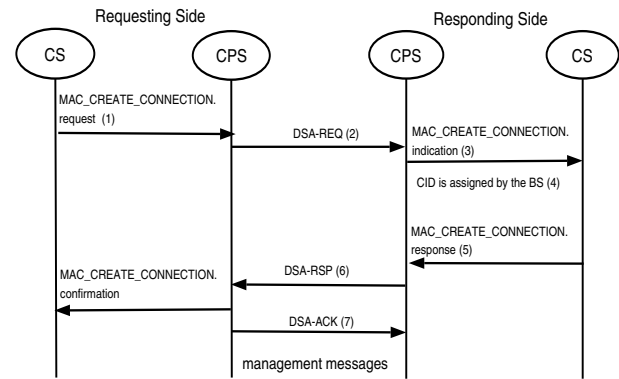 Requesting Side
Responding Side
CS
CPS
CPS
CS
MAC_CREATE_CONNECTION.
request (1)
DSA-REQ (2)
MAC_CREATE_CONNECTION.
indication (3)
CID is assigned by the BS (4)
MAC_CREATE_CONNECTION.
response (5)
DSA-RSP (6)
MAC_CREATE_CONNECTION.
confirmation
DSA-ACK (7)
management messages